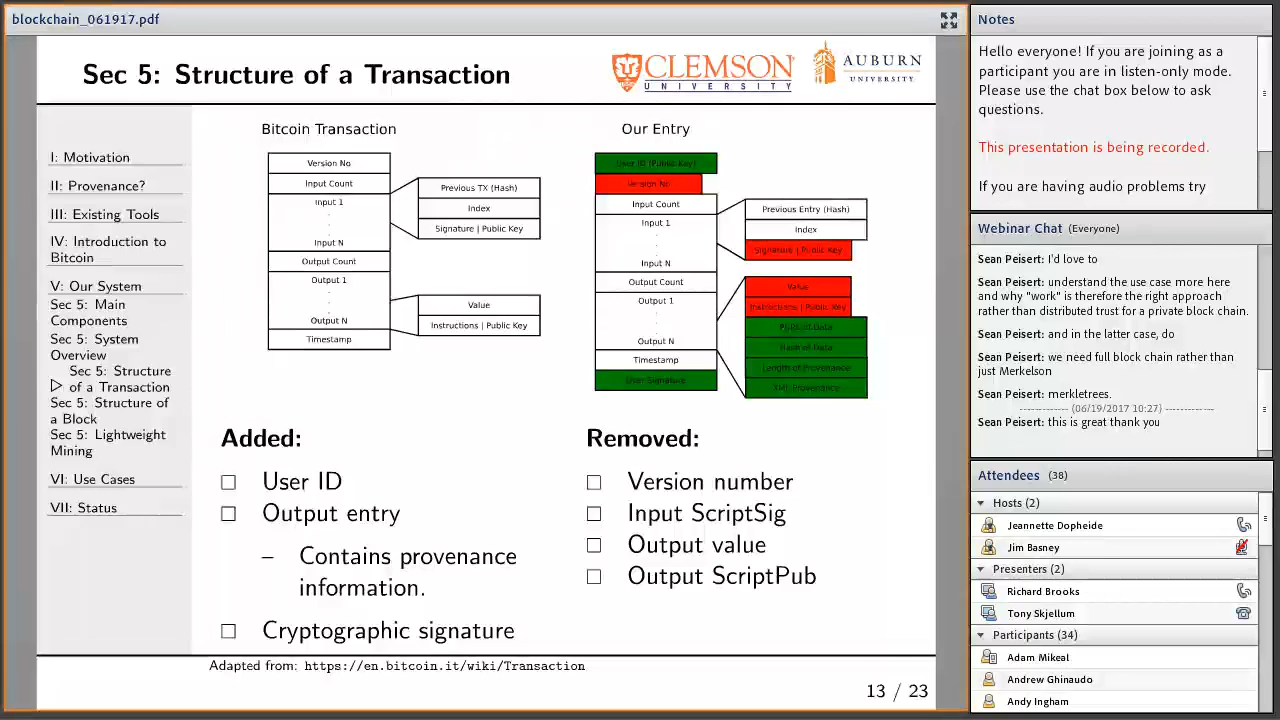 blockchain_061917.pdf
Sec 5: Structure of a Transaction
CLEMSON
UNIVERSITY
AUBURN
UNIVERSITY
I: Motivation
II: Provenance?
III: Existing Tools
IV: Introduction to
Bitcoin
V: Our System
Sec 5: Main
Components
Sec 5: System
Overview
Sec 5: Structure
▷ of a Transaction
Sec 5: Structure of
a Block
Sec 5: Lightweight
Mining
VI: Use Cases
VII: Status
Bitcoin Transaction
Version No
Input Count
Input 1
.
.
.
Input N
Output Count
Output 1
.
.
.
Output N
Timestamp
Previous TX (Hash)
Index
Signature | Public Key
Value
Instructions | Public Key
Our Entry
User ID (Public Key)
Version No
Input Count
Input 1
.
.
.
Input N
Output Count
Output 1
.
.
.
Output N
Timestamp
User Signature
Previous Entry (Hash)
Index
Signature | Public Key
Value
Instructions | Public Key
of Data
Hash of Data
Length of Provenance
XML Provenance
Added:
□ User ID
□ Output entry
– Contains provenance
information.
□ Cryptographic signature
Removed:
□ Version number
□ Input ScriptSig
□ Output value
□ Output ScriptPub
Adapted from: https://en.bitcoin.it/wiki/Transaction
13 / 23
Notes
Hello everyone! If you are joining as a
participant you are in listen-only mode.
Please use the chat box below to ask
questions.
This presentation is being recorded.
If you are having audio problems try
Webinar Chat (Everyone)
Sean Peisert: I'd love to
Sean Peisert: understand the use case more here
and why "work" is therefore the right approach
rather than distributed trust for a private block chain.
Sean Peisert: and in the latter case, do
Sean Peisert: we need full block chain rather than
just Merkelson
Sean Peisert: merkletrees.
------------- (06/19/2017 10:27) -------------
Sean Peisert: this is great thank you
Attendees (38)
Hosts (2)
Jeannette Dopheide
Jim Basney
Presenters (2)
Richard Brooks
Tony Skjellum
Participants (34)
Adam Mikeal
Andrew Ghinaudo
Andy Ingham